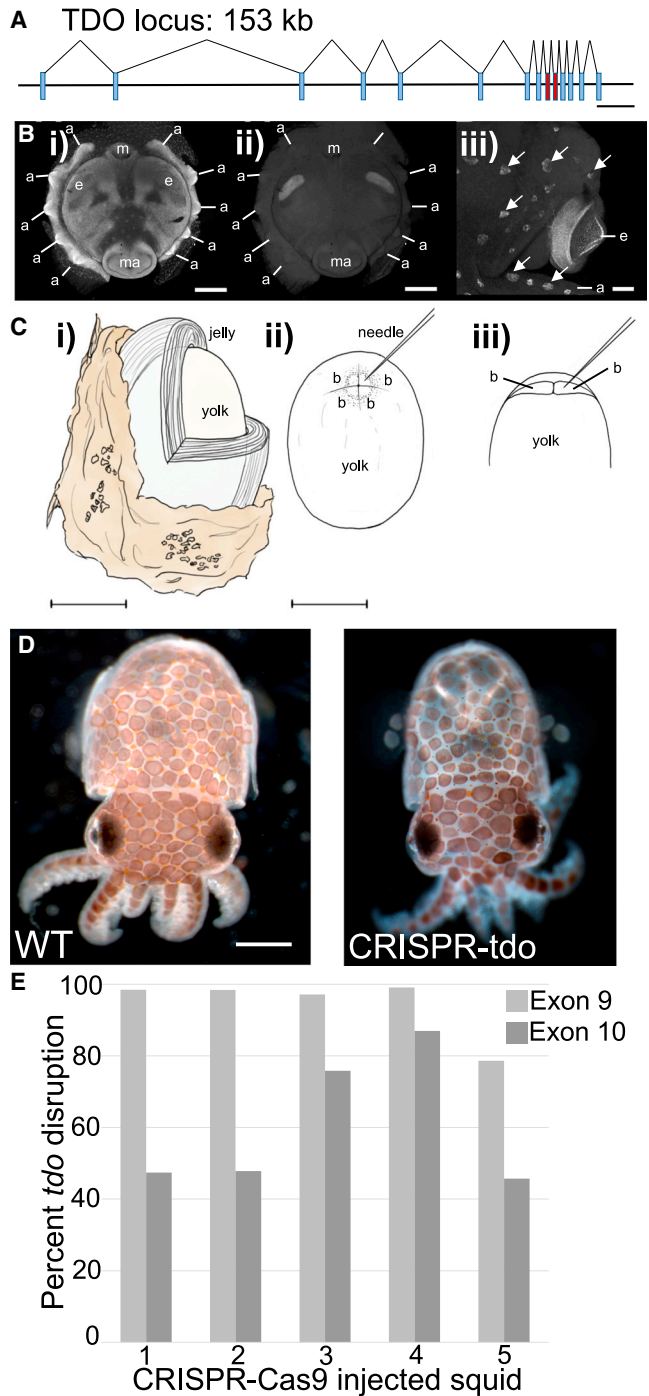 A
TDO locus: 153 kb
B
i)
ii)
iii)
a
m
a
a
e
e
a
a
a
a
a
a
a
ma
m
a
a
a
a
a
a
a
a
a
ma
e
a
C
i)
ii)
iii)
jelly
yolk
needle
b
b
b
b
yolk
b
b
yolk
D
WT
CRISPR-tdo
E
Percent tdo disruption
100
80
60
40
20
0
Exon 9
Exon 10
1 2 3 4 5
CRISPR-Cas9 injected squid